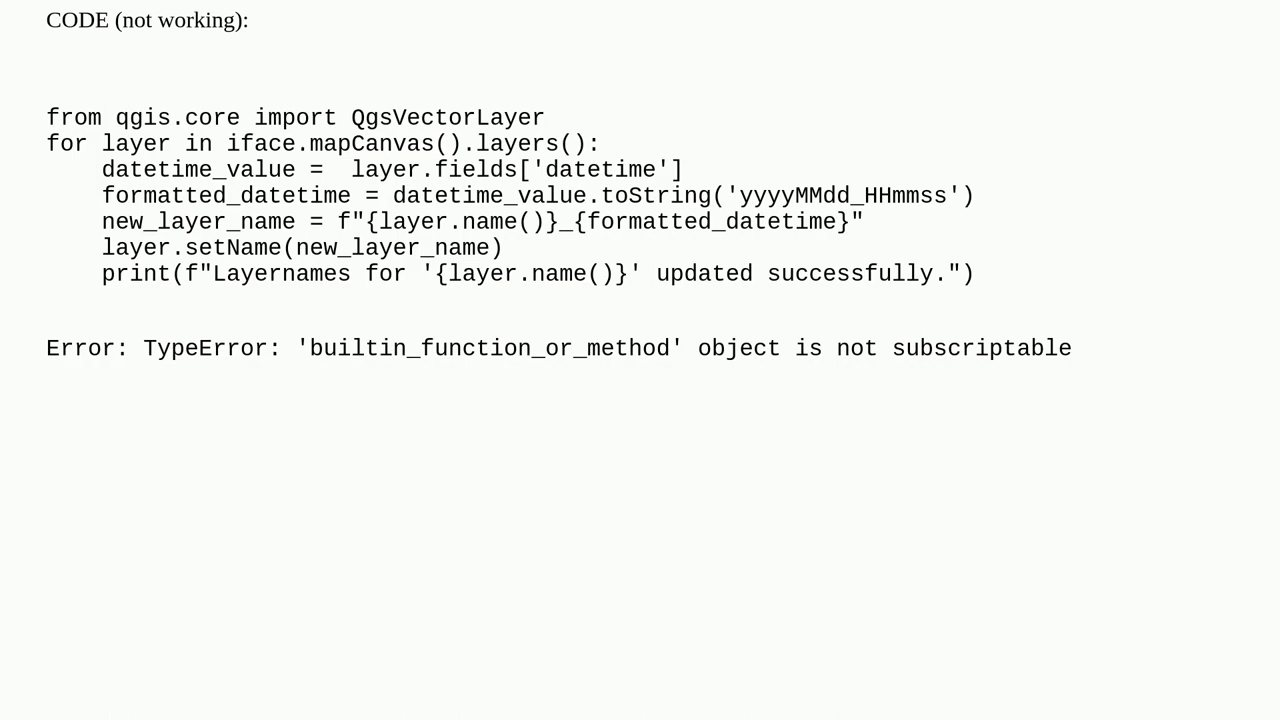 CODE (not working):
from qgis.core import QgsVectorLayer
for layer in iface.mapCanvas().layers():
    datetime_value =  layer.fields['datetime']
    formatted_datetime = datetime_value.toString('yyyyMMdd_HHmmss')
    new_layer_name = f"{layer.name()}_{formatted_datetime}"
    layer.setName(new_layer_name)
    print(f"Layernames for '{layer.name()}' updated successfully.")
Error: TypeError: 'builtin_function_or_method' object is not subscriptable